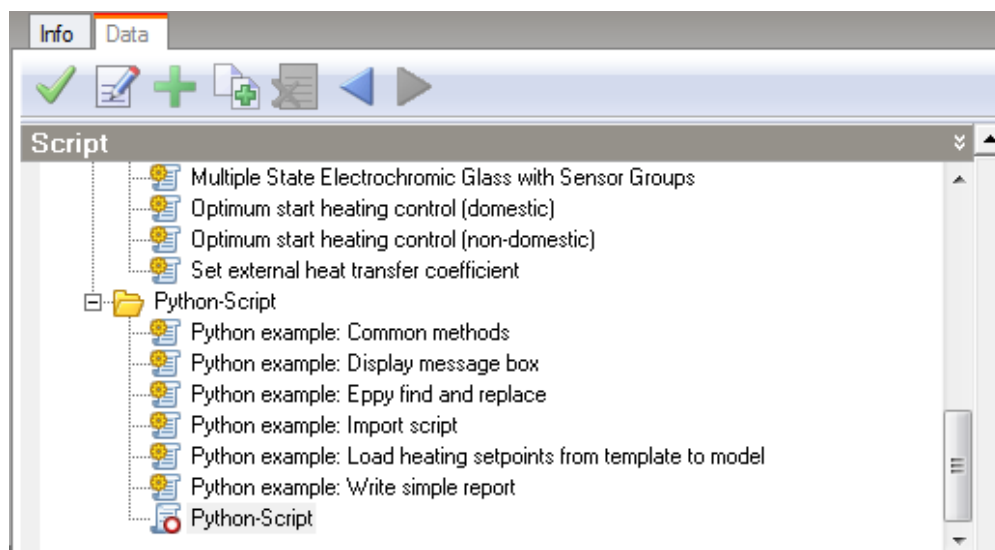 Info Data
Script
Multiple State Electrochromic Glass with Sensor Groups
Optimum start heating control (domestic)
Optimum start heating control (non-domestic)
Set external heat transfer coefficient
Python-Script
Python example: Common methods
Python example: Display message box
Python example: Eppy find and replace
Python example: Import script
Python example: Load heating setpoints from template to model
Python example: Write simple report
Python-Script